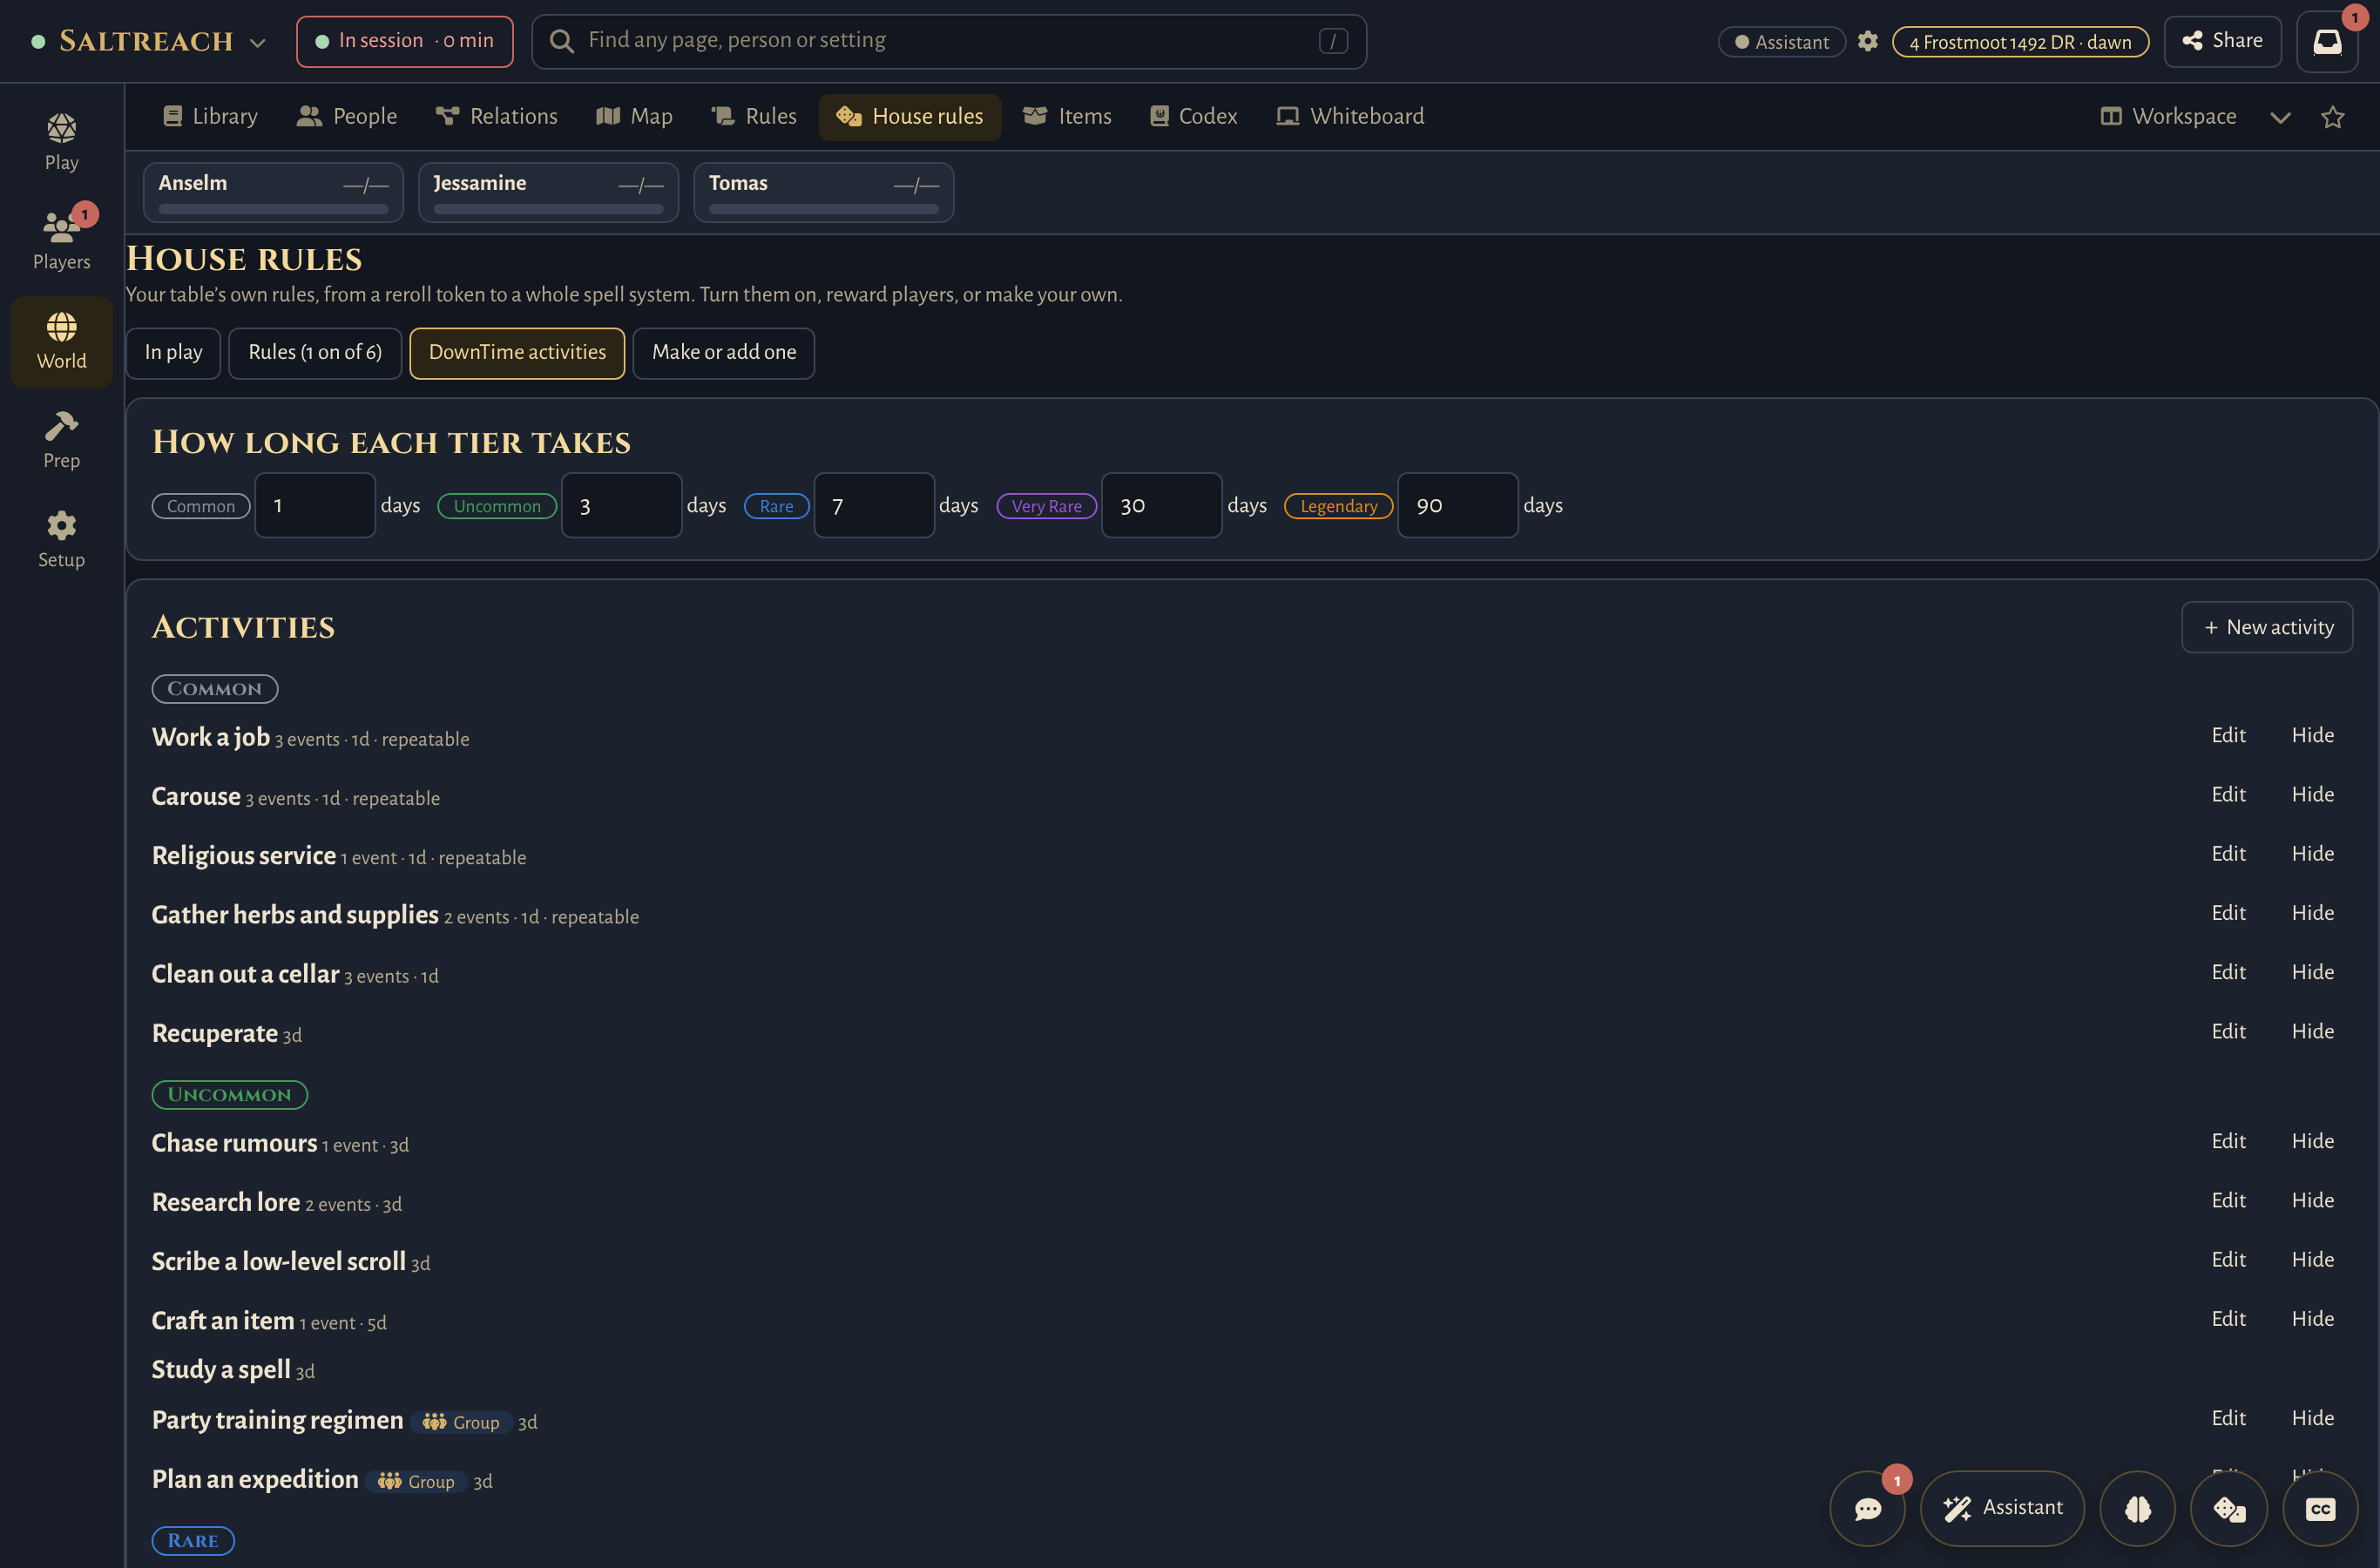 SALTREACH
In session · 0 min
Find any page, person or setting
/
Assistant
4 Frostmoot 1492 DR · dawn
Share
1
Play
1
Players
World
Prep
Setup
Library
People
Relations
Map
Rules
House rules
Items
Codex
Whiteboard
Workspace
Anselm —/—
Jessamine —/—
Tomas —/—
HOUSE RULES
Your table's own rules, from a reroll token to a whole spell system. Turn them on, reward players, or make your own.
In play
Rules (1 on of 6)
DownTime activities
Make or add one
HOW LONG EACH TIER TAKES
Common 1 days Uncommon 3 days Rare 7 days Very Rare 30 days Legendary 90 days
ACTIVITIES
+ New activity
COMMON
Work a job 3 events · 1d · repeatable Edit Hide
Carouse 3 events · 1d · repeatable Edit Hide
Religious service 1 event · 1d · repeatable Edit Hide
Gather herbs and supplies 2 events · 1d · repeatable Edit Hide
Clean out a cellar 3 events · 1d Edit Hide
Recuperate 3d Edit Hide
UNCOMMON
Chase rumours 1 event · 3d Edit Hide
Research lore 2 events · 3d Edit Hide
Scribe a low-level scroll 3d Edit Hide
Craft an item 1 event · 5d Edit Hide
Study a spell 3d
Party training regimen Group 3d Edit Hide
Plan an expedition Group 3d
RARE
1
Assistant
CC